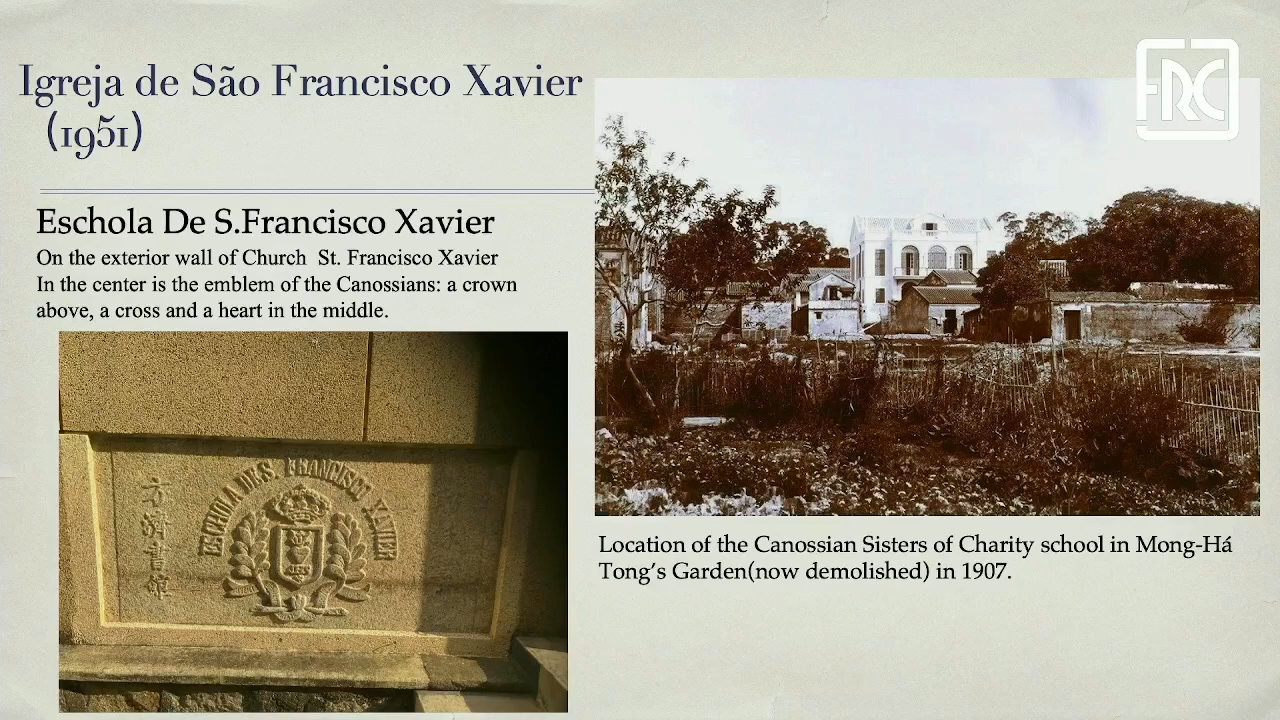 Igreja de São Francisco Xavier
(1951)
Eschola De S.Francisco Xavier
On the exterior wall of Church St. Francisco Xavier
In the center is the emblem of the Canossians: a crown
above, a cross and a heart in the middle.
ESCHOLA DE S. FRANCISCO XAVIER
書館
FRC
Location of the Canossian Sisters of Charity school in Mong-Há
Tong's Garden(now demolished) in 1907.